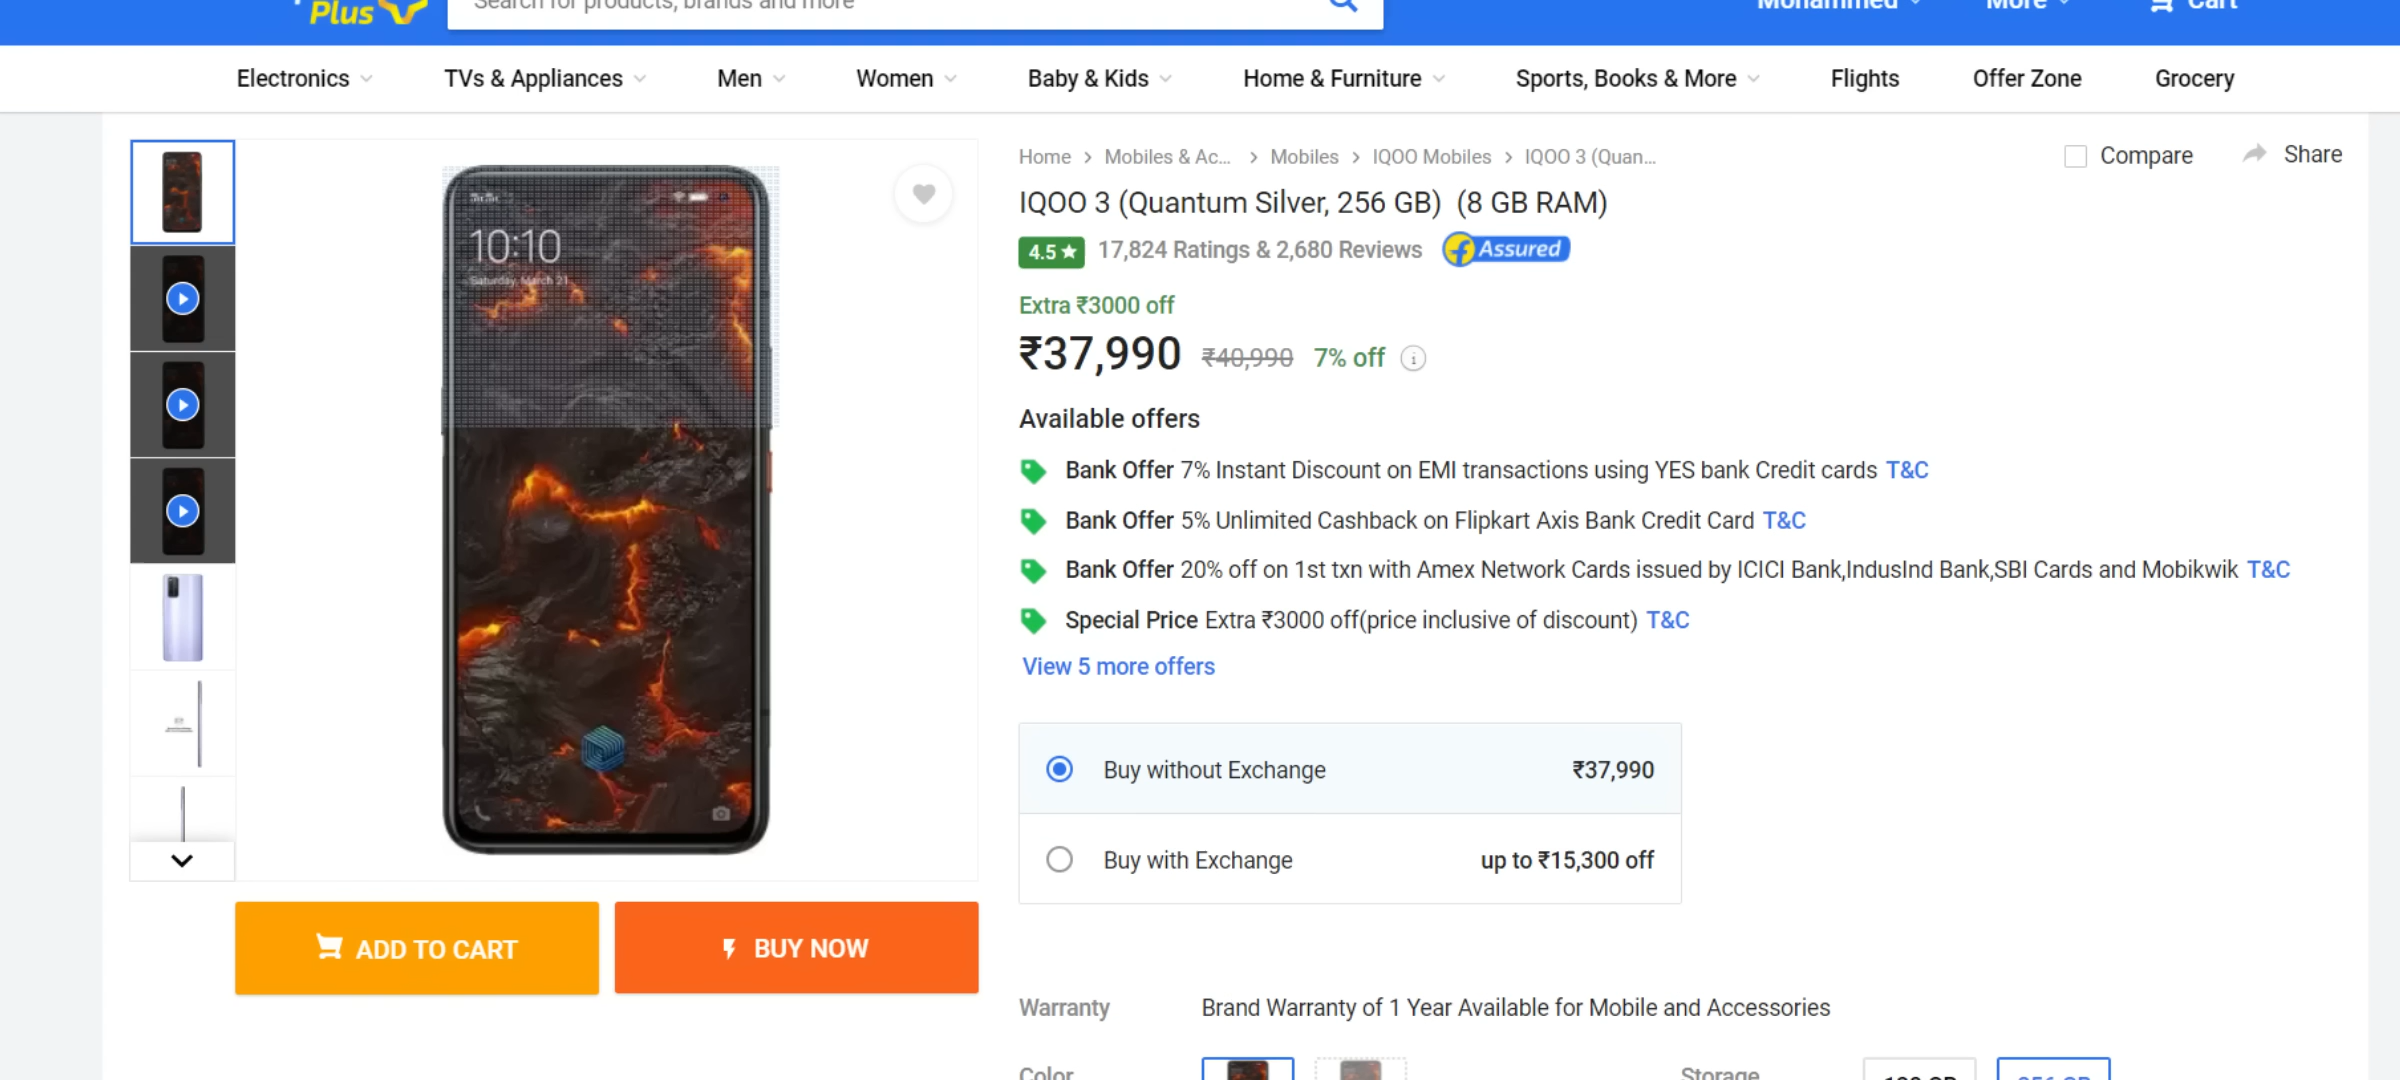 Plus
Search for products, brands and more
Mohammed
More
Cart
Electronics
TVs & Appliances
Men
Women
Baby & Kids
Home & Furniture
Sports, Books & More
Flights
Offer Zone
Grocery
10:10
Saturday, March 21
ADD TO CART
BUY NOW
Home > Mobiles & Ac... > Mobiles > IQOO Mobiles > IQOO 3 (Quan...
Compare
Share
IQOO 3 (Quantum Silver, 256 GB) (8 GB RAM)
4.5★ 17,824 Ratings & 2,680 Reviews Assured
Extra ₹3000 off
₹37,990 ₹40,990 7% off
Available offers
Bank Offer 7% Instant Discount on EMI transactions using YES bank Credit cards T&C
Bank Offer 5% Unlimited Cashback on Flipkart Axis Bank Credit Card T&C
Bank Offer 20% off on 1st txn with Amex Network Cards issued by ICICI Bank,IndusInd Bank,SBI Cards and Mobikwik T&C
Special Price Extra ₹3000 off(price inclusive of discount) T&C
View 5 more offers
Buy without Exchange ₹37,990
Buy with Exchange up to ₹15,300 off
Warranty Brand Warranty of 1 Year Available for Mobile and Accessories
Color
Storage
128 GB
256 GB